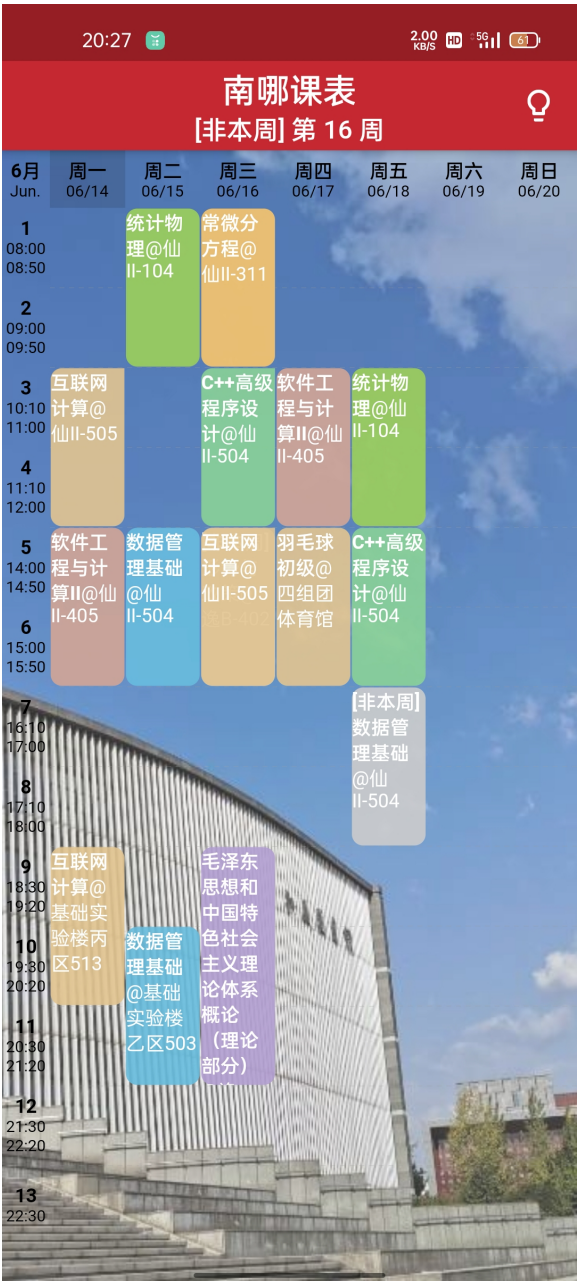 20:27
2.00
KB/S
HD
5G
61
南哪课表
[非本周] 第 16 周
6月
Jun.
周一
06/14
周二
06/15
周三
06/16
周四
06/17
周五
06/18
周六
06/19
周日
06/20
1
08:00
08:50
统计物
理@仙
II-104
常微分
方程@
仙II-311
2
09:00
09:50
3
10:10
11:00
互联网
计算@
仙II-505
C++高级
程序设
计@仙
II-504
软件工
程与计
算II@仙
II-405
统计物
理@仙
II-104
4
11:10
12:00
5
14:00
14:50
软件工
程与计
算II@仙
II-405
数据管
理基础
@仙
II-504
互联网
计算@
仙II-505
羽毛球
初级@
四组团
体育馆
C++高级
程序设
计@仙
II-504
6
15:00
15:50
7
16:10
17:00
[非本周]
数据管
理基础
@仙
II-504
8
17:10
18:00
9
18:30
19:20
互联网
计算@
基础实
验楼丙
区513
毛泽东
思想和
中国特
色社会
主义理
论体系
概论
（理论
部分）
10
19:30
20:20
数据管
理基础
@基础
实验楼
乙区503
11
20:30
21:20
12
21:30
22:20
13
22:30